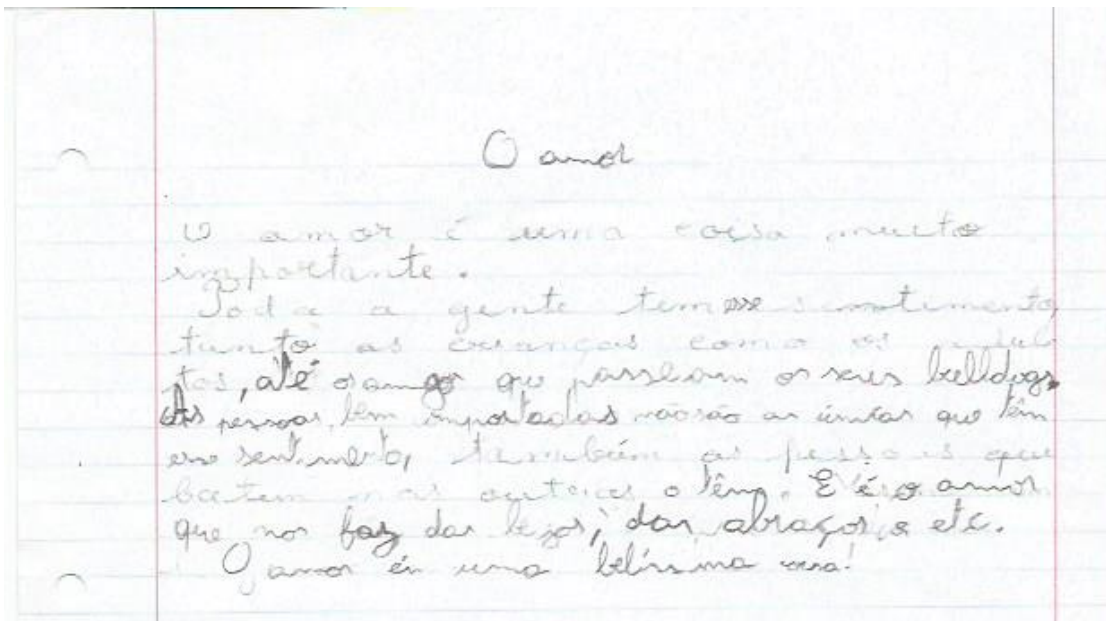 O amor
O amor é uma coisa muito
importante.
Toda a gente tem esse sentimento,
tanto as crianças como os adul
tos, até os que passeiam os seus bulldogs.
As pessoas bem importadas não são as únicas que têm
esse sentimento, também as pessoas que
batem nas outras o têm. E é o amor
que nos faz dar bejos, dar abraços e etc.
O amor é uma belíssima coisa!